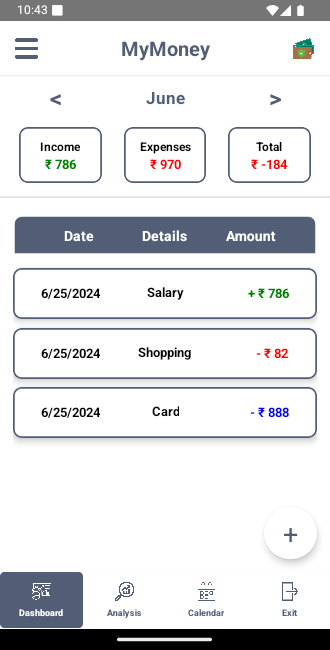 10:43
MyMoney
< June >
Income Expenses Total
₹ 786 ₹ 970 ₹ -184
Date Details Amount
6/25/2024 Salary + ₹ 786
6/25/2024 Shopping - ₹ 82
6/25/2024 Card - ₹ 888
+
Dashboard Analysis Calendar Exit